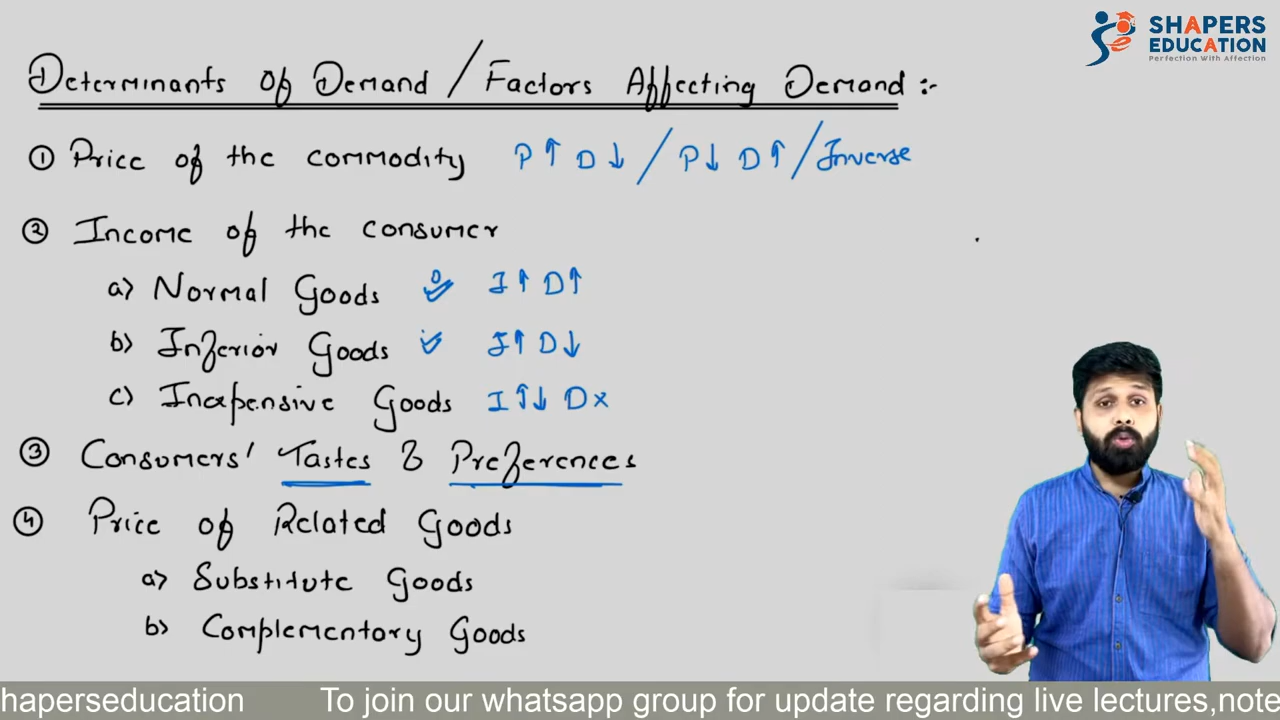 SHAPERS
EDUCATION
Perfection With Affection
Determinants of Demand / Factors Affecting Demand :-
① Price of the commodity P↑ D↓ / P↓ D↑ / Inverse
② Income of the consumer
a) Normal Goods I↑ D↑
b) Inferior Goods I↑ D↓
c) Inexpensive Goods I↑↓ D×
③ Consumers' Tastes & Preferences
④ Price of Related Goods
a) Substitute Goods
b) Complementory Goods
haperseducation To join our whatsapp group for update regarding live lectures,note